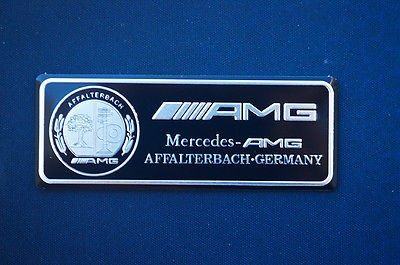 AFFALTERBACH
AMG
AMG
Mercedes-AMG
AFFALTERBACH·GERMANY